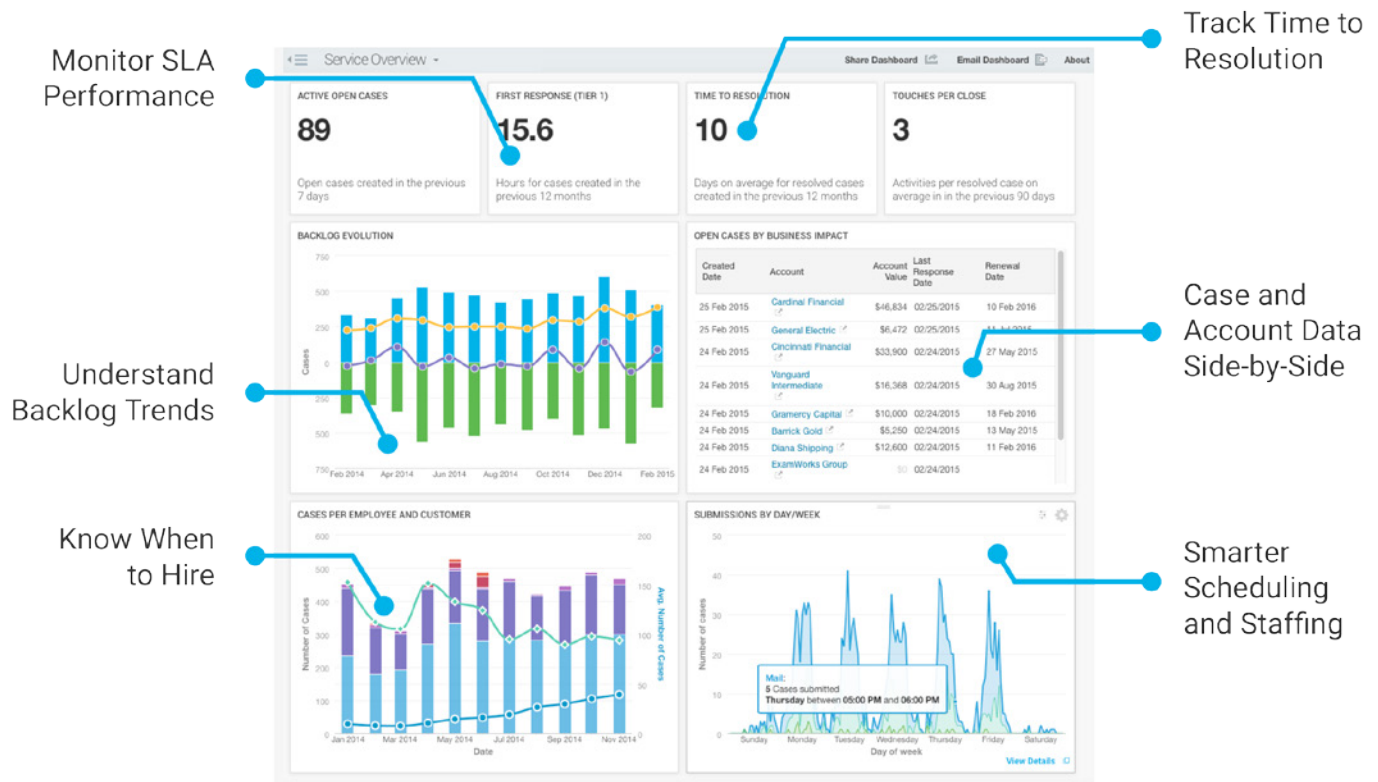 Monitor SLA
Performance
Track Time to
Resolution
Service Overview
Share Dashboard
Email Dashboard
About
ACTIVE OPEN CASES
89
Open cases created in the previous
7 days
FIRST RESPONSE (TIER 1)
15.6
Hours for cases created in the
previous 12 months
TIME TO RESOLUTION
10
Days on average for resolved cases
created in the previous 12 months
TOUCHES PER CLOSE
3
Activities per resolved case on
average in in the previous 90 days
Understand
Backlog Trends
BACKLOG EVOLUTION
750
500
250
0
250
500
750
Cases
Feb 2014 Apr 2014 Jun 2014 Aug 2014 Oct 2014 Dec 2014 Feb 2015
OPEN CASES BY BUSINESS IMPACT
Created
Date
Account
Account
Value
Last
Response
Date
Renewal
Date
25 Feb 2015 Cardinal Financial $46,834 02/25/2015 10 Feb 2016
25 Feb 2015 General Electric $6,472 02/25/2015 11 Jul 2015
24 Feb 2015 Cincinnati Financial $33,900 02/24/2015 27 May 2015
24 Feb 2015 Vanguard
Intermediate $16,368 02/24/2015 30 Aug 2015
24 Feb 2015 Gramercy Capital $10,000 02/24/2015 18 Feb 2016
24 Feb 2015 Barrick Gold $5,250 02/24/2015 13 May 2015
24 Feb 2015 Diana Shipping $12,600 02/24/2015 11 Feb 2016
24 Feb 2015 ExamWorks Group $0 02/24/2015
Case and
Account Data
Side-by-Side
Know When
to Hire
CASES PER EMPLOYEE AND CUSTOMER
600
500
400
300
200
100
0
Number of Cases
200
150
100
50
0
Avg. Number of Cases
Jan 2014 Mar 2014 May 2014 Jul 2014 Sep 2014 Nov 2014
Date
SUBMISSIONS BY DAY/WEEK
50
40
30
20
10
0
Number of cases
Mail:
5 Cases submitted
Thursday between 05:00 PM and 06:00 PM
Sunday Monday Tuesday Wednesday Thursday Friday Saturday
Day of week
View Details
Smarter
Scheduling
and Staffing